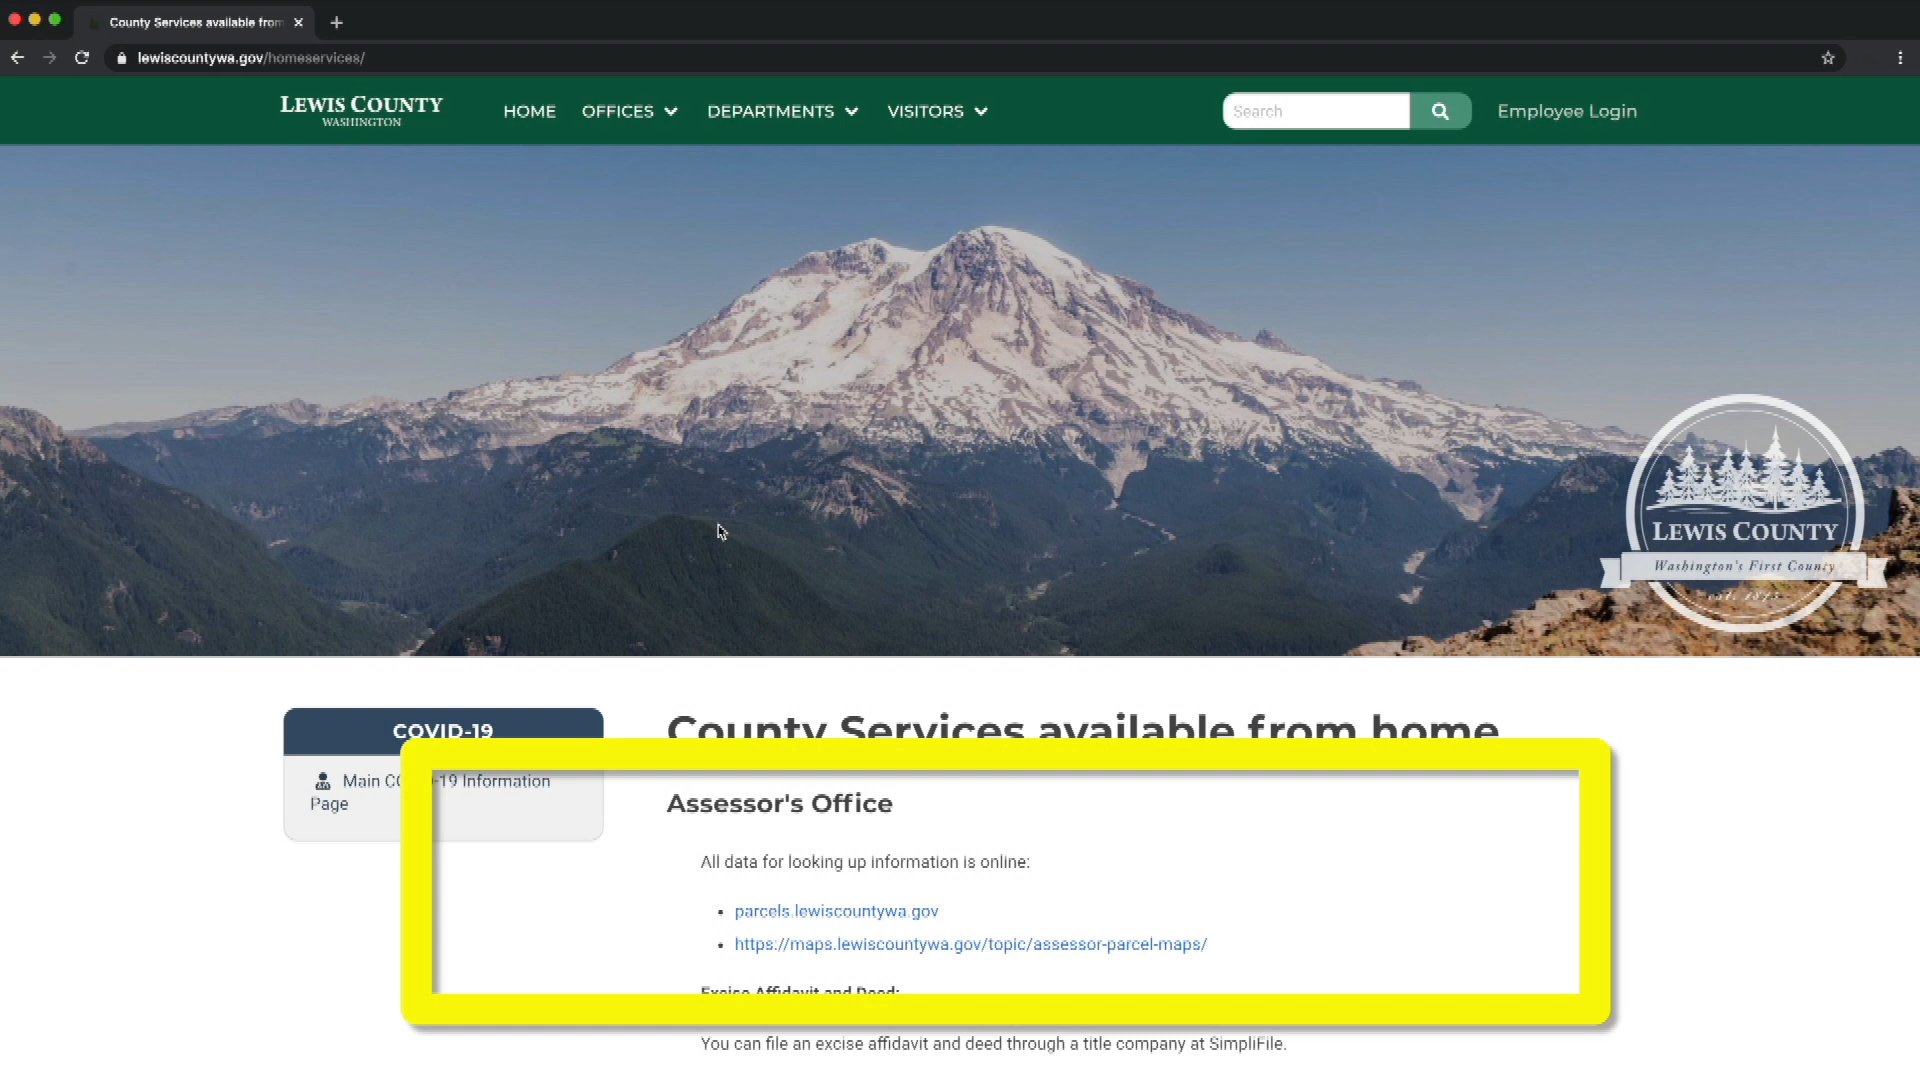 County Services available from
lewiscountywa.gov/homeservices/
LEWIS COUNTY
WASHINGTON
HOME
OFFICES
DEPARTMENTS
VISITORS
Search
Employee Login
LEWIS COUNTY
Washington's First County
est. 1845
COVID-19
Main CO D-19 Information
Page
County Services available from home
Assessor's Office
All data for looking up information is online:
• parcels.lewiscountywa.gov
• https://maps.lewiscountywa.gov/topic/assessor-parcel-maps/
Excise Affidavit and Deed:
You can file an excise affidavit and deed through a title company at SimpliFile.